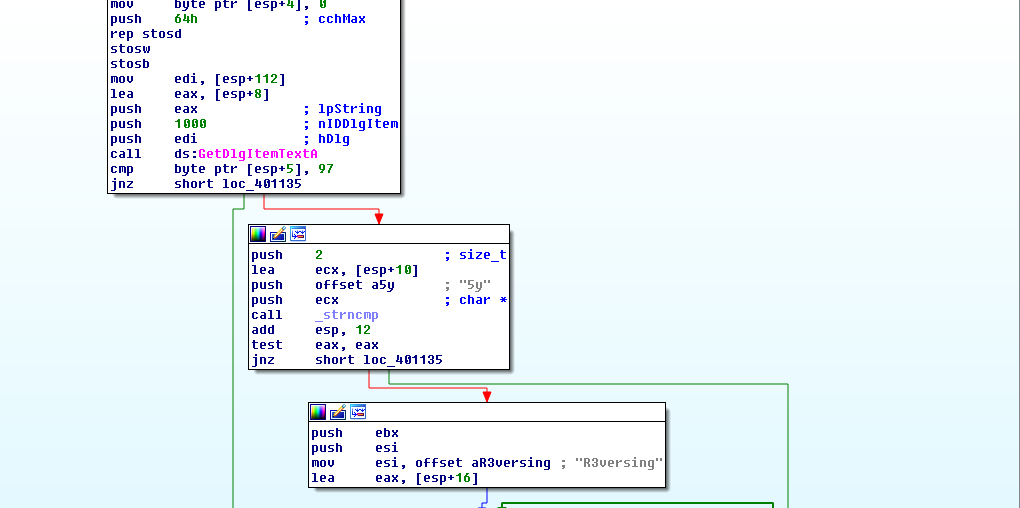 mov byte ptr [esp+4], 0
push 64h ; cchMax
rep stosd
stosw
stosb
mov edi, [esp+112]
lea eax, [esp+8]
push eax ; lpString
push 1000 ; nIDDlgItem
push edi ; hDlg
call ds:GetDlgItemTextA
cmp byte ptr [esp+5], 97
jnz short loc_401135
push 2 ; size_t
lea ecx, [esp+10]
push offset a5y ; "5y"
push ecx ; char *
call _strncmp
add esp, 12
test eax, eax
jnz short loc_401135
push ebx
push esi
mov esi, offset aR3versing ; "R3versing"
lea eax, [esp+16]